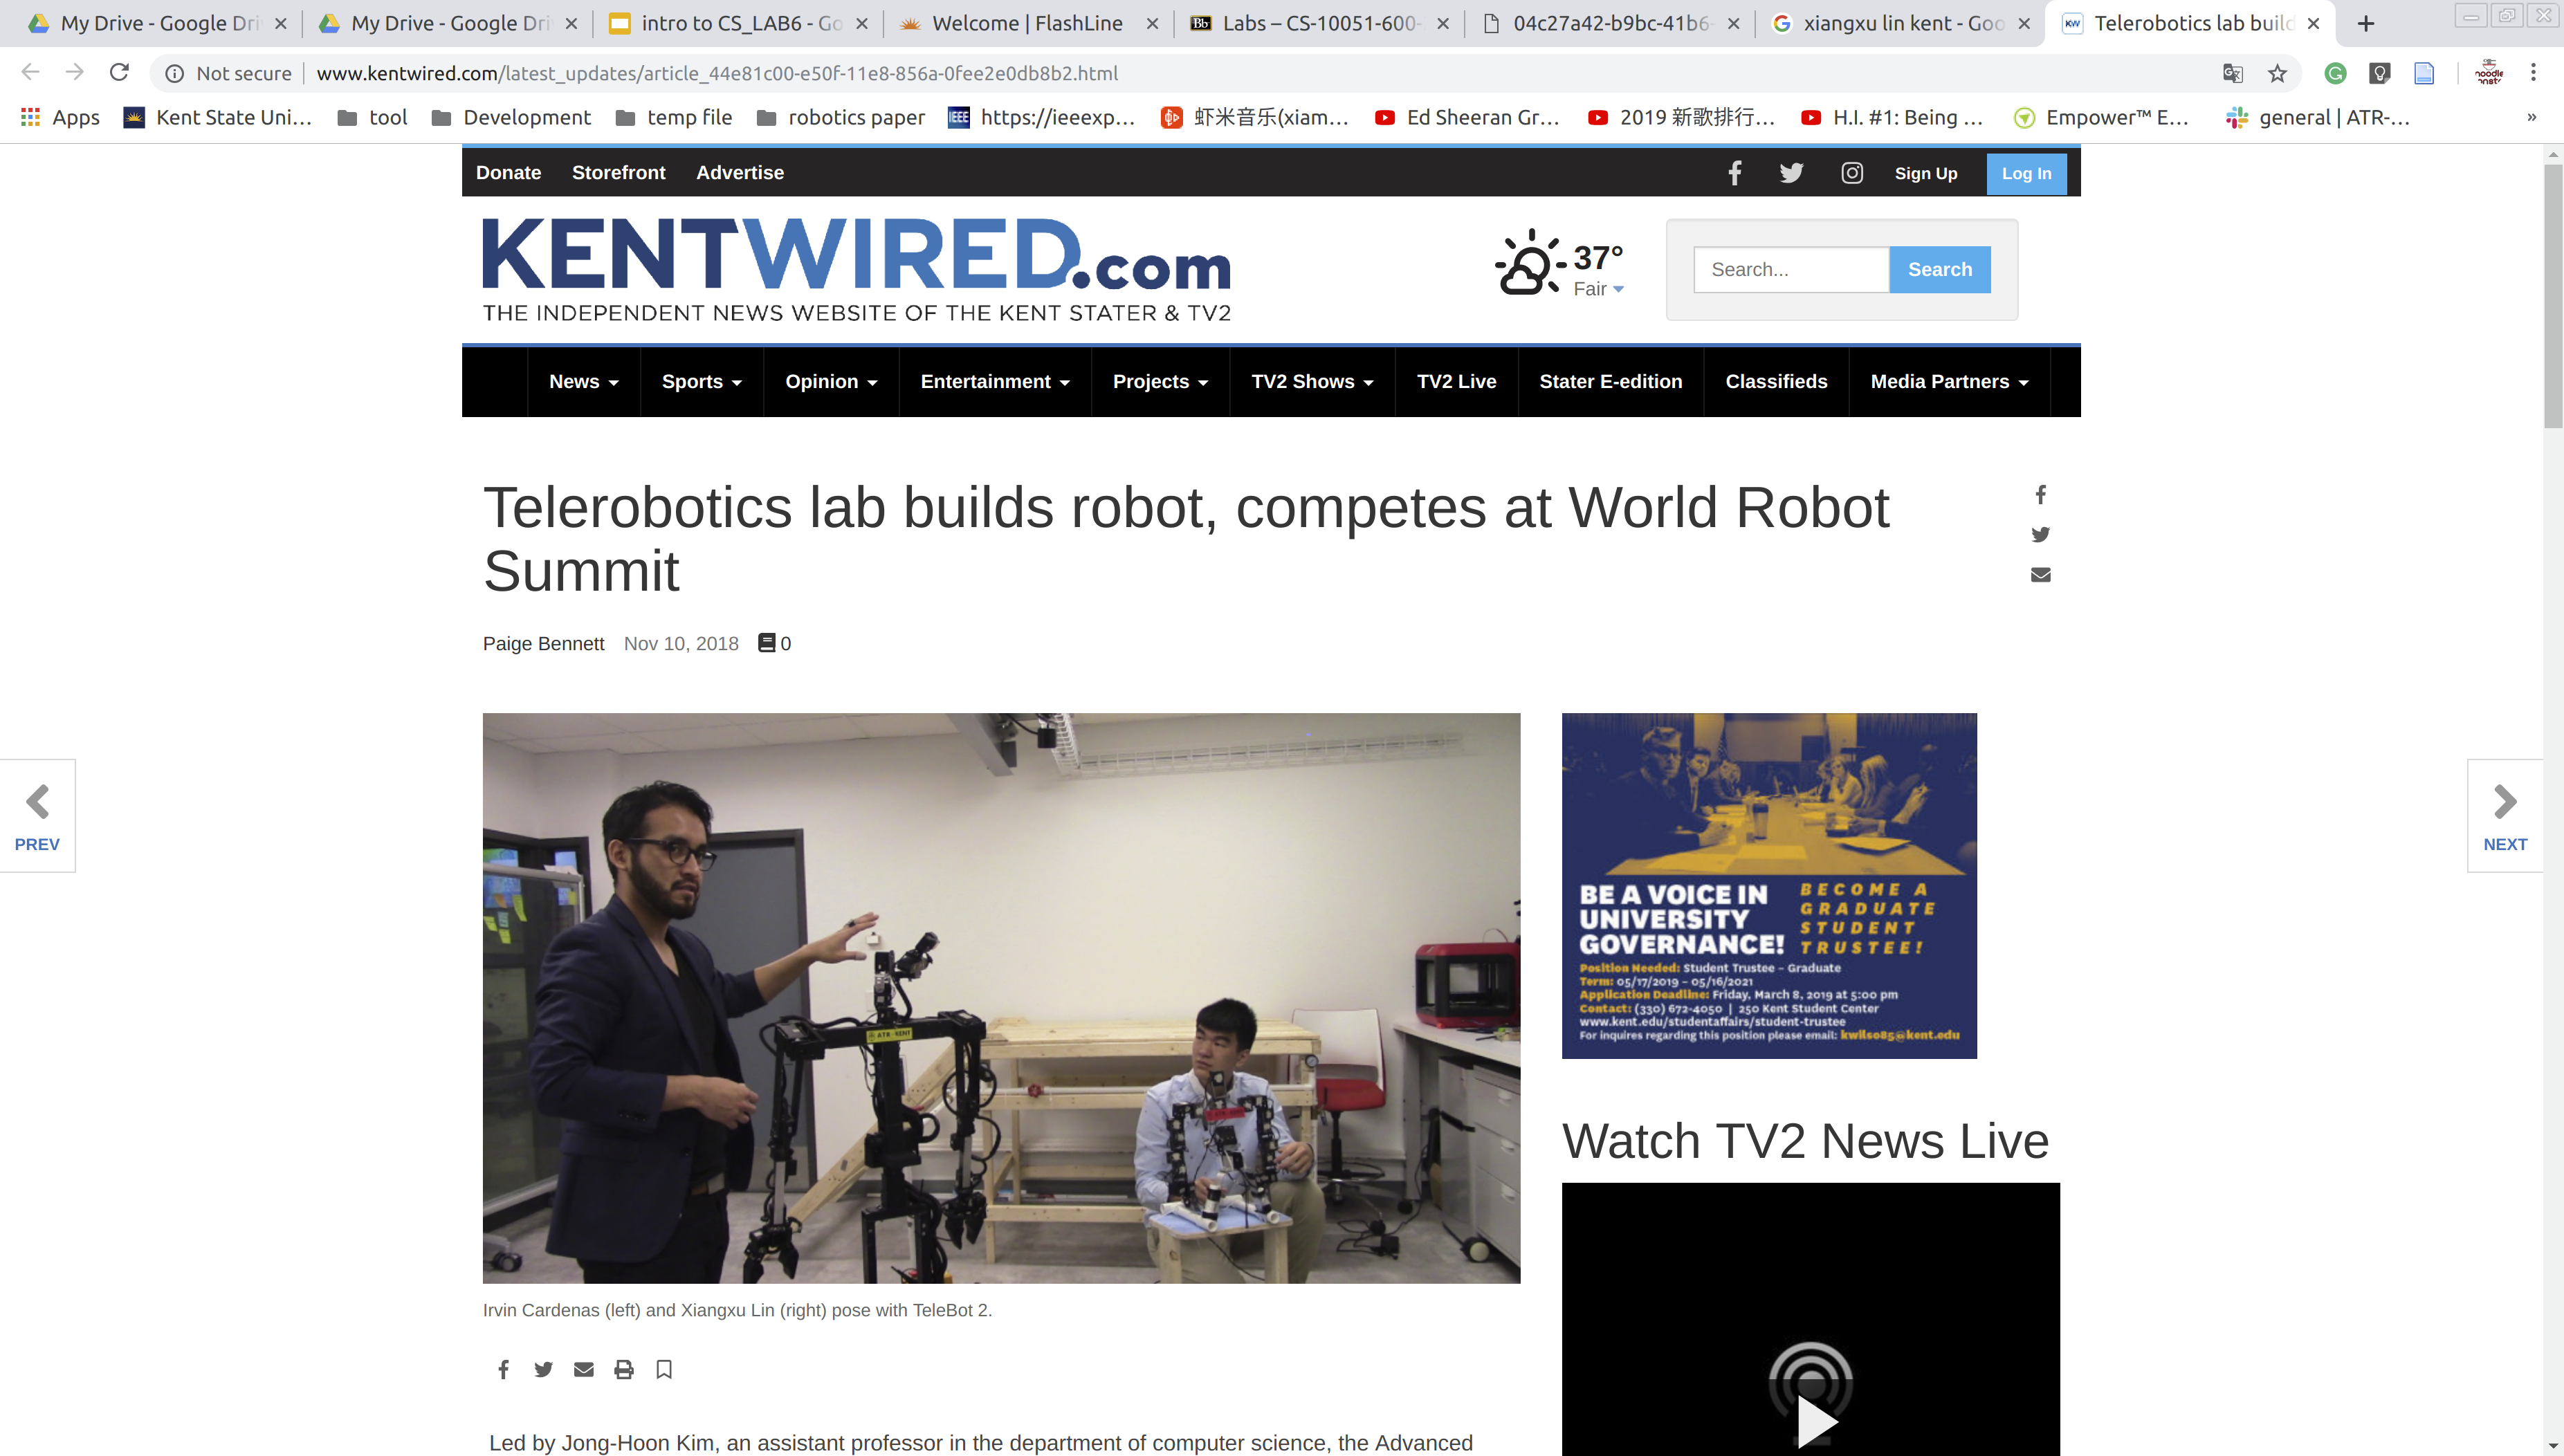 My Drive - Google Dri
My Drive - Google Dri
intro to CS_LAB6 - Go
Welcome | FlashLine
Bb Labs – CS-10051-600-
04c27a42-b9bc-41b6-
xiangxu lin kent - Goo
KW Telerobotics lab build
Not secure | www.kentwired.com/latest_updates/article_44e81c00-e50f-11e8-856a-0fee2e0db8b2.html
Apps Kent State Uni... tool Development temp file robotics paper IEEE https://ieeexp... 虾米音乐(xiam... Ed Sheeran Gr... 2019 新歌排行... H.I. #1: Being ... Empower™ E... general | ATR-... »
Donate Storefront Advertise Sign Up Log In
KENTWIRED.com
THE INDEPENDENT NEWS WEBSITE OF THE KENT STATER & TV2
37°
Fair
Search...
Search
News Sports Opinion Entertainment Projects TV2 Shows TV2 Live Stater E-edition Classifieds Media Partners
Telerobotics lab builds robot, competes at World Robot
Summit
Paige Bennett Nov 10, 2018 0
PREV
NEXT
ATR-KENT
BE A VOICE IN
UNIVERSITY
GOVERNANCE!
BECOME A
GRADUATE
STUDENT
TRUSTEE!
Position Needed: Student Trustee – Graduate
Term: 05/17/2019 – 05/16/2021
Application Deadline: Friday, March 8, 2019 at 5:00 pm
Contact: (330) 672-4050 | 250 Kent Student Center
www.kent.edu/studentaffairs/student-trustee
For inquires regarding this position please email: kwilso85@kent.edu
Watch TV2 News Live
Irvin Cardenas (left) and Xiangxu Lin (right) pose with TeleBot 2.
Led by Jong-Hoon Kim, an assistant professor in the department of computer science, the Advanced